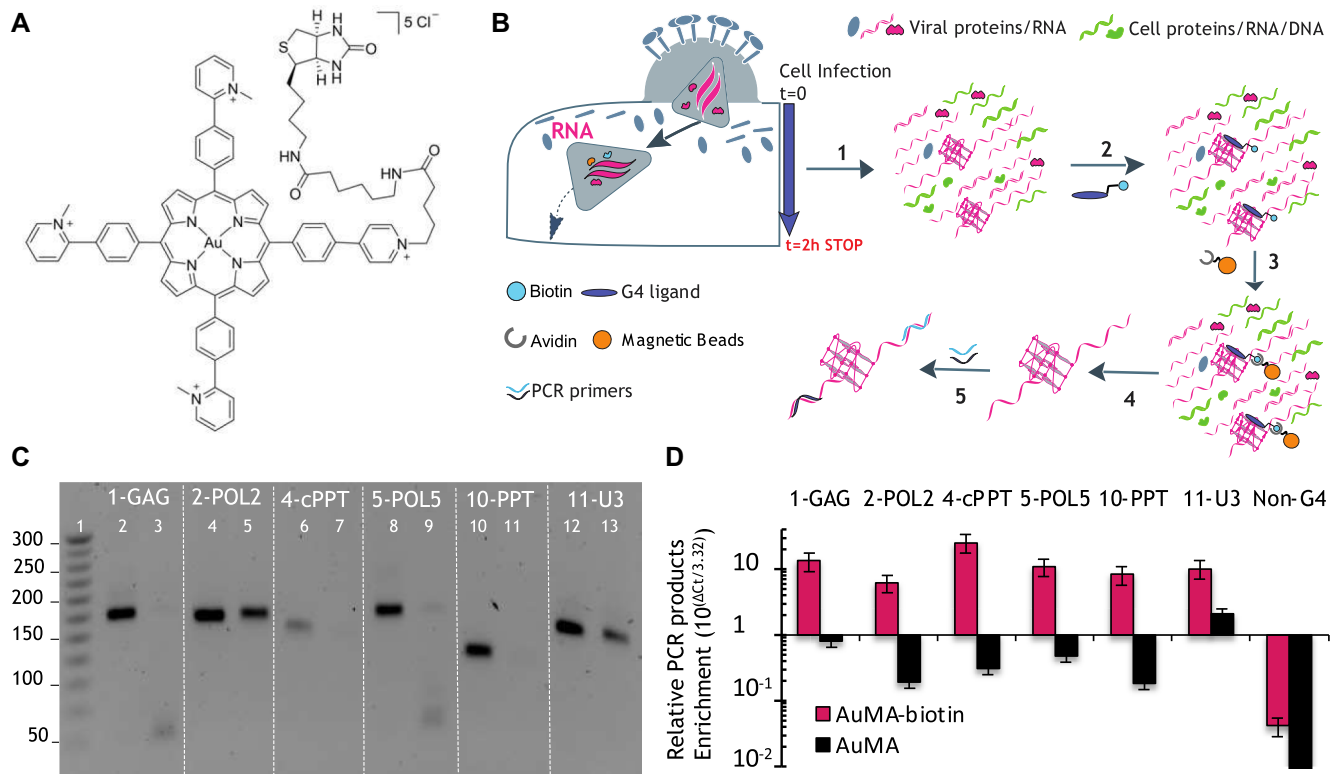 A
5 Cl⁻
H
S
H
N
H
O
N
H
HN
O
HN
O
N
+
N
+
N
N
Au
N
N
N
+
N
+
B
Viral proteins/RNA
Cell proteins/RNA/DNA
Cell Infection
t=0
RNA
t=2h STOP
1
2
3
4
5
Biotin
G4 ligand
Avidin
Magnetic Beads
PCR primers
C
1-GAG 2-POL2 4-cPPT 5-POL5 10-PPT 11-U3
1 2 3 4 5 6 7 8 9 10 11 12 13
300
250
200
150
100
50
D
1-GAG 2-POL2 4-cPPT 5-POL5 10-PPT 11-U3 Non-G4
Relative PCR products
Enrichment (10^(ΔCt/3.32))
10
1
10⁻¹
10⁻²
AuMA-biotin
AuMA